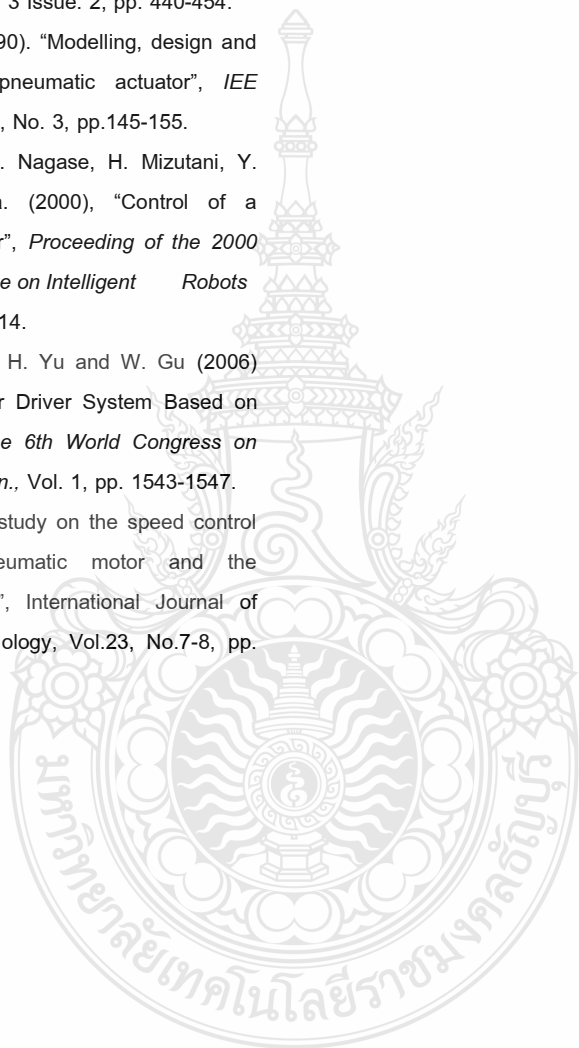 3 Issue. 2, pp. 440-454.
90). “Modelling, design and
pneumatic actuator”, IEEE
, No. 3, pp.145-155.
. Nagase, H. Mizutani, Y.
a. (2000), “Control of a
r”, Proceeding of the 2000
e on Intelligent Robots
14.
H. Yu and W. Gu (2006)
r Driver System Based on
e 6th World Congress on
n., Vol. 1, pp. 1543-1547.
study on the speed control
eumatic motor and the
”, International Journal of
ology, Vol.23, No.7-8, pp.
มหาวิทยาลัยเทคโนโลยีราชมงคลธัญบุรี